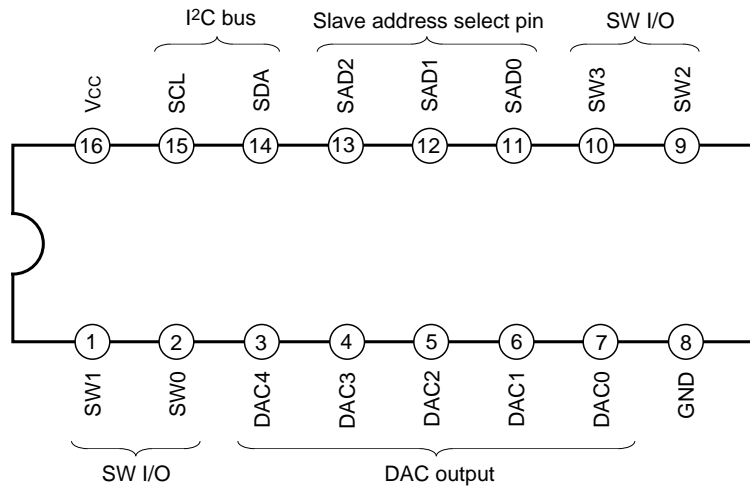 I²C bus Slave address select pin SW I/O
VCC SCL SDA SAD2 SAD1 SAD0 SW3 SW2
16 15 14 13 12 11 10 9
1 2 3 4 5 6 7 8
SW1 SW0 DAC4 DAC3 DAC2 DAC1 DAC0 GND
SW I/O DAC output